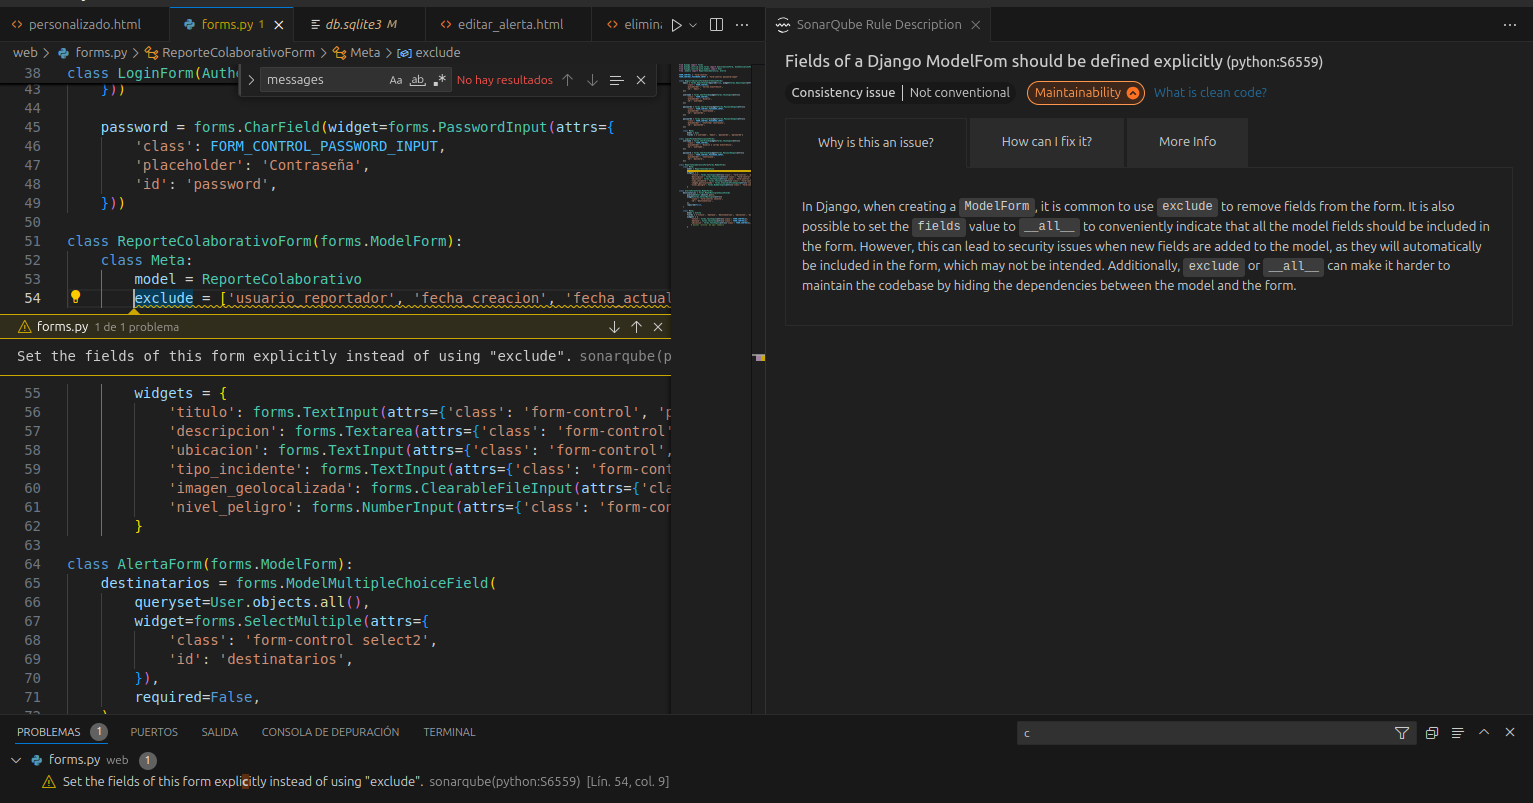 personalizado.html
forms.py 1
db.sqlite3 M
editar_alerta.html
elimina
web > forms.py > ReporteColaborativoForm > Meta > exclude
messages
Aa ab .* No hay resultados
38 class LoginForm(Auth
43 }))
44
45 password = forms.CharField(widget=forms.PasswordInput(attrs={
46 'class': FORM_CONTROL_PASSWORD_INPUT,
47 'placeholder': 'Contraseña',
48 'id': 'password',
49 }))
50
51 class ReporteColaborativoForm(forms.ModelForm):
52 class Meta:
53 model = ReporteColaborativo
54 exclude = ['usuario_reportador', 'fecha_creacion', 'fecha_actual
forms.py 1 de 1 problema
Set the fields of this form explicitly instead of using "exclude". sonarqube(p
55 widgets = {
56 'titulo': forms.TextInput(attrs={'class': 'form-control', 'p
57 'descripcion': forms.Textarea(attrs={'class': 'form-control'
58 'ubicacion': forms.TextInput(attrs={'class': 'form-control',
59 'tipo_incidente': forms.TextInput(attrs={'class': 'form-cont
60 'imagen_geolocalizada': forms.ClearableFileInput(attrs={'cla
61 'nivel_peligro': forms.NumberInput(attrs={'class': 'form-con
62 }
63
64 class AlertaForm(forms.ModelForm):
65 destinatarios = forms.ModelMultipleChoiceField(
66 queryset=User.objects.all(),
67 widget=forms.SelectMultiple(attrs={
68 'class': 'form-control select2',
69 'id': 'destinatarios',
70 }),
71 required=False,
72 )
SonarQube Rule Description
Fields of a Django ModelFom should be defined explicitly (python:S6559)
Consistency issue | Not conventional Maintainability What is clean code?
Why is this an issue? How can I fix it? More Info
In Django, when creating a ModelForm, it is common to use exclude to remove fields from the form. It is also
possible to set the fields value to __all__ to conveniently indicate that all the model fields should be included in
the form. However, this can lead to security issues when new fields are added to the model, as they will automatically
be included in the form, which may not be intended. Additionally, exclude or __all__ can make it harder to
maintain the codebase by hiding the dependencies between the model and the form.
PROBLEMAS 1 PUERTOS SALIDA CONSOLA DE DEPURACIÓN TERMINAL
c
forms.py web 1
Set the fields of this form explicitly instead of using "exclude". sonarqube(python:S6559) [Lín. 54, col. 9]